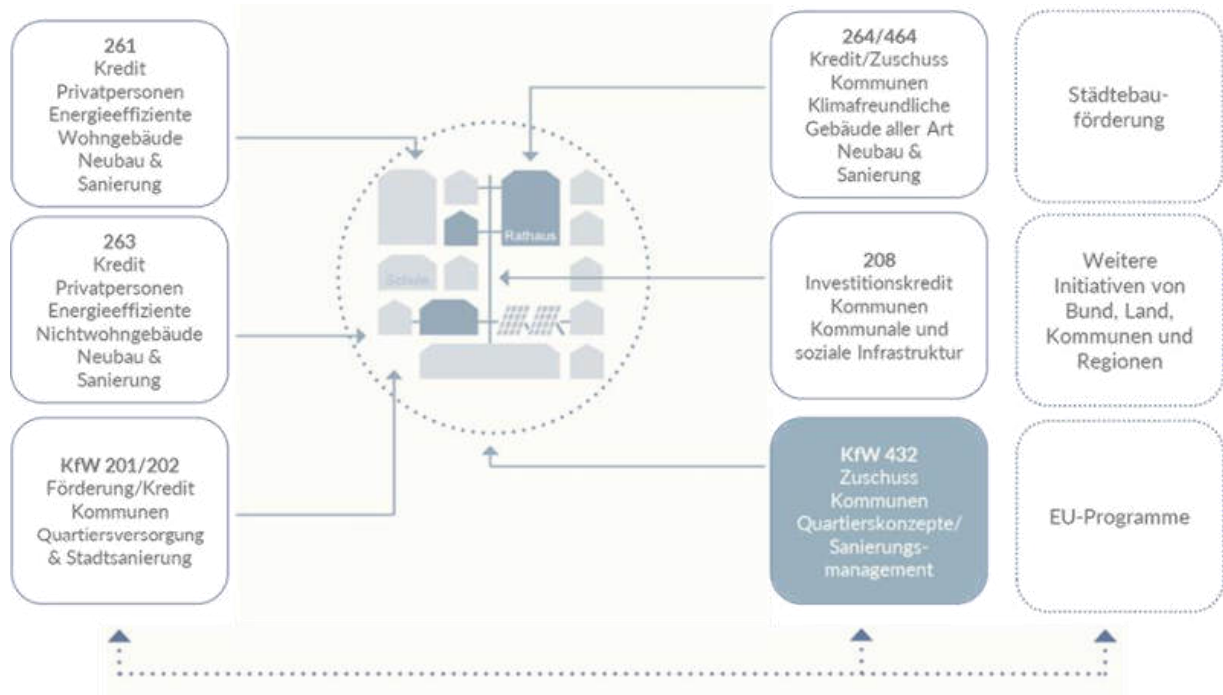 261
Kredit
Privatpersonen
Energieeffiziente
Wohngebäude
Neubau &
Sanierung
263
Kredit
Privatpersonen
Energieeffiziente
Nichtwohngebäude
Neubau &
Sanierung
KfW 201/202
Förderung/Kredit
Kommunen
Quartiersversorgung
& Stadtsanierung
Rathaus
Schule
264/464
Kredit/Zuschuss
Kommunen
Klimafreundliche
Gebäude aller Art
Neubau &
Sanierung
208
Investitionskredit
Kommunen
Kommunale und
soziale Infrastruktur
KfW 432
Zuschuss
Kommunen
Quartierskonzepte/
Sanierungs-
management
Städtebau-
förderung
Weitere
Initiativen von
Bund, Land,
Kommunen und
Regionen
EU-Programme